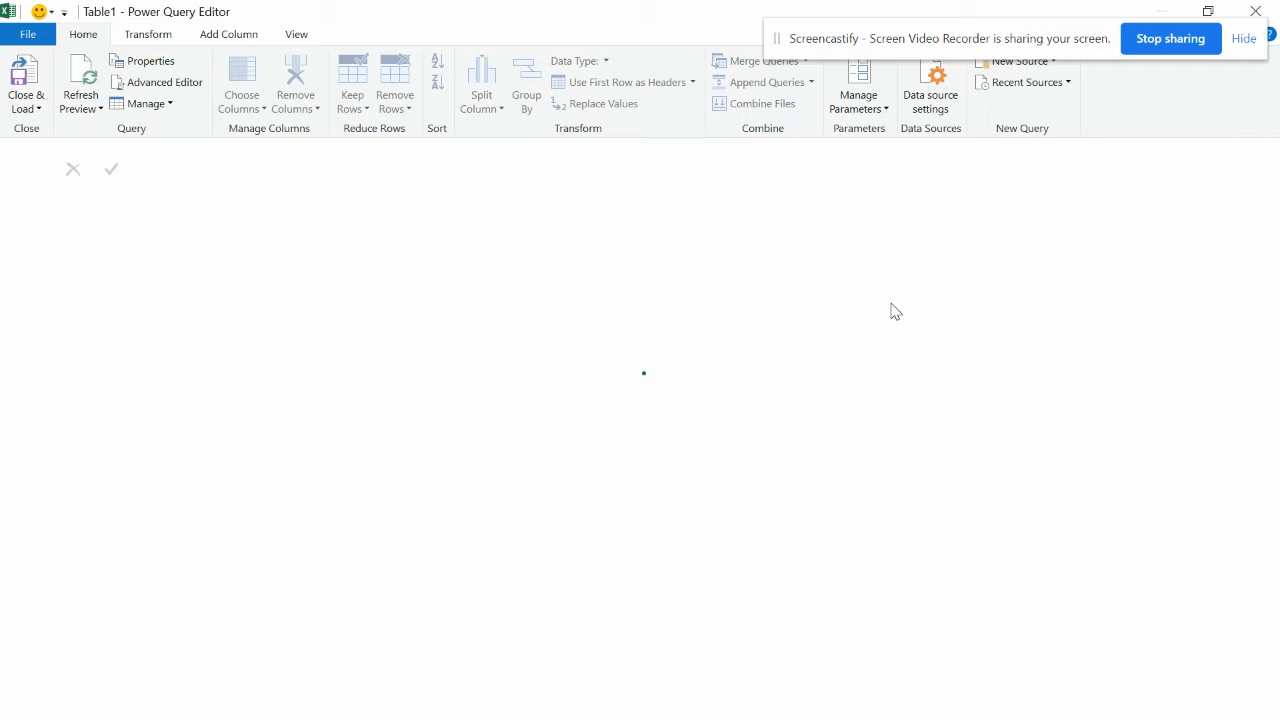 Table1 - Power Query Editor
File Home Transform Add Column View
Screencastify - Screen Video Recorder is sharing your screen. Stop sharing Hide
Close & Load
Refresh Preview
Properties
Advanced Editor
Manage
Choose Columns
Remove Columns
Keep Rows
Remove Rows
Split Column
Group By
Data Type:
Use First Row as Headers
Replace Values
Merge Queries
Append Queries
Combine Files
Manage Parameters
Data source settings
New Source
Recent Sources
Close Query Manage Columns Reduce Rows Sort Transform Combine Parameters Data Sources New Query